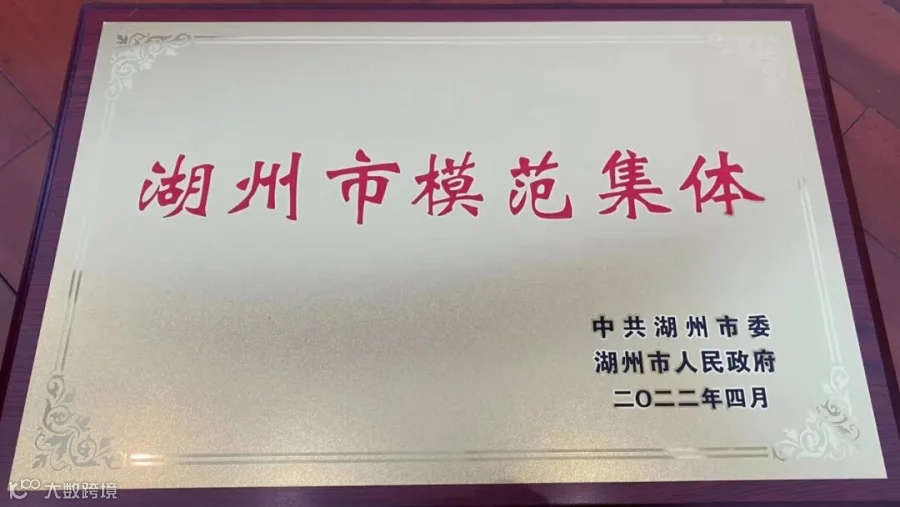 湖州市模范集体
中共湖州市委
湖州市人民政府
二〇二二年四月
大数跨境